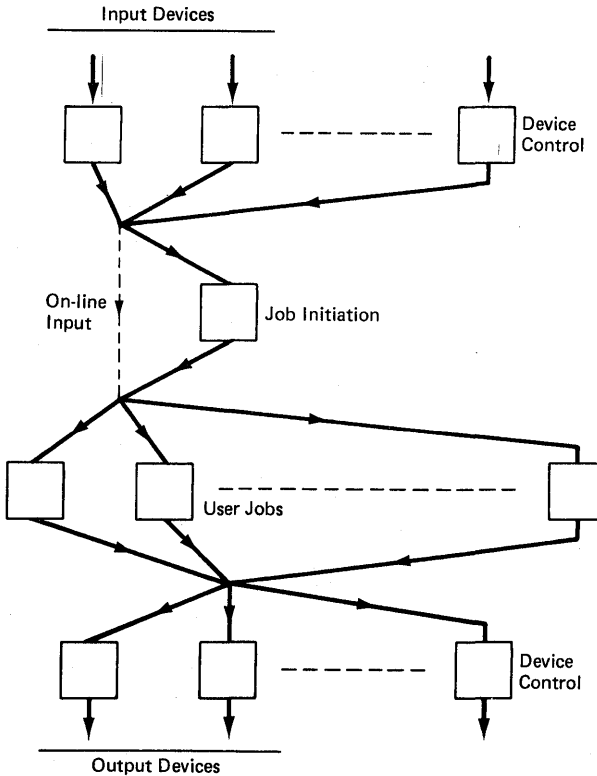 Input Devices
Device
Control
On-line
Input
Job Initiation
User Jobs
Device
Control
Output Devices